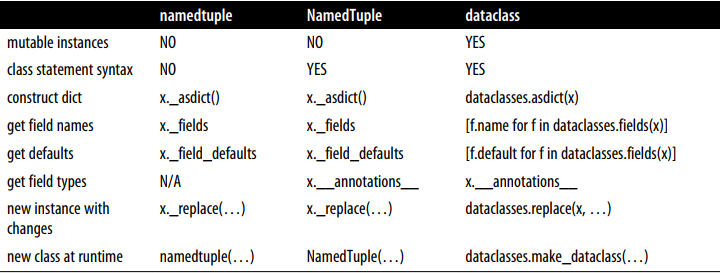 namedtuple NamedTuple dataclass
mutable instances NO NO YES
class statement syntax NO YES YES
construct dict x._asdict() x._asdict() dataclasses.asdict(x)
get field names x._fields x._fields [f.name for f in dataclasses.fields(x)]
get defaults x._field_defaults x._field_defaults [f.default for f in dataclasses.fields(x)]
get field types N/A x.__annotations__ x.__annotations__
new instance with x._replace(…) x._replace(…) dataclasses.replace(x, …)
changes
new class at runtime namedtuple(…) NamedTuple(…) dataclasses.make_dataclass(…)